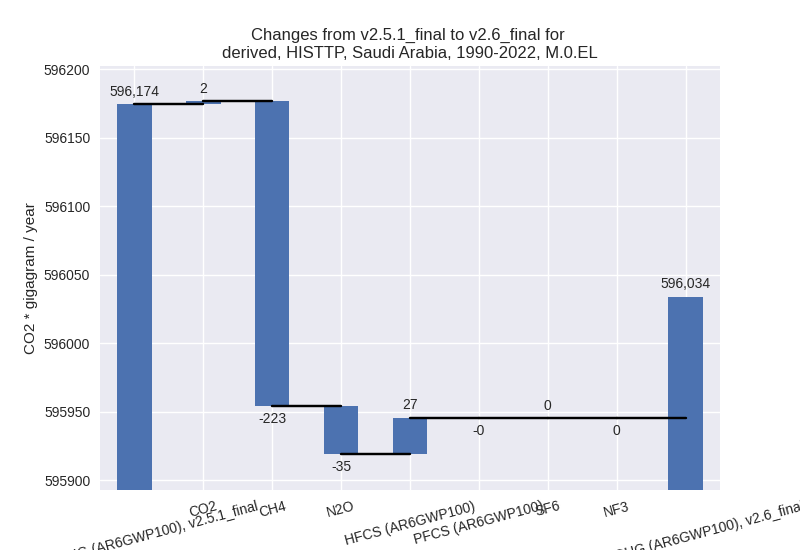 Changes from v2.5.1_final to v2.6_final for
derived, HISTTP, Saudi Arabia, 1990-2022, M.0.EL
CO2 * gigagram / year
596200
596150
596100
596050
596000
595950
595900
596,174
2
-223
-35
27
-0
0
0
596,034
(AR6GWP100), v2.5.1_final
CO2
CH4
N2O
HFCS (AR6GWP100)
PFCS (AR6GWP100)
SF6
NF3
(AR6GWP100), v2.6_final